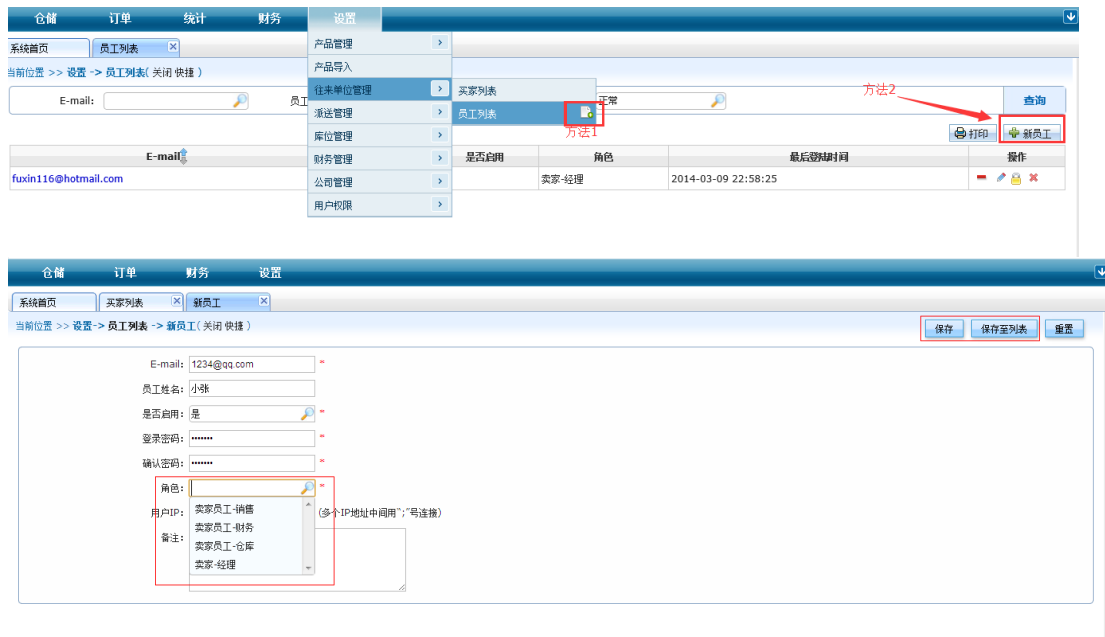 仓储 订单 统计 财务 设置
系统首页 员工列表
产品管理
当前位置 >> 设置 -> 员工列表( 关闭 快捷 )
产品导入
往来单位管理 买家列表
E-mail: 员工 正常 方法2 查询
派送管理 员工列表
方法1
库位管理 打印 新员工
E-mail 财务管理 是否启用 角色 最后登陆时间 操作
fuxin116@hotmail.com 公司管理 卖家-经理 2014-03-09 22:58:25
用户权限
仓储 订单 财务 设置
系统首页 买家列表 新员工
当前位置 >> 设置-> 员工列表 -> 新员工( 关闭 快捷 )
保存 保存至列表 重置
E-mail: 1234@qq.com *
员工姓名: 小张
是否启用: 是 *
登录密码: ••••••• *
确认密码: ••••••• *
角色: *
卖家员工-销售
用户IP: (多个IP地址中间用";"号连接)
卖家员工-财务
备注:
卖家员工-仓库
卖家-经理